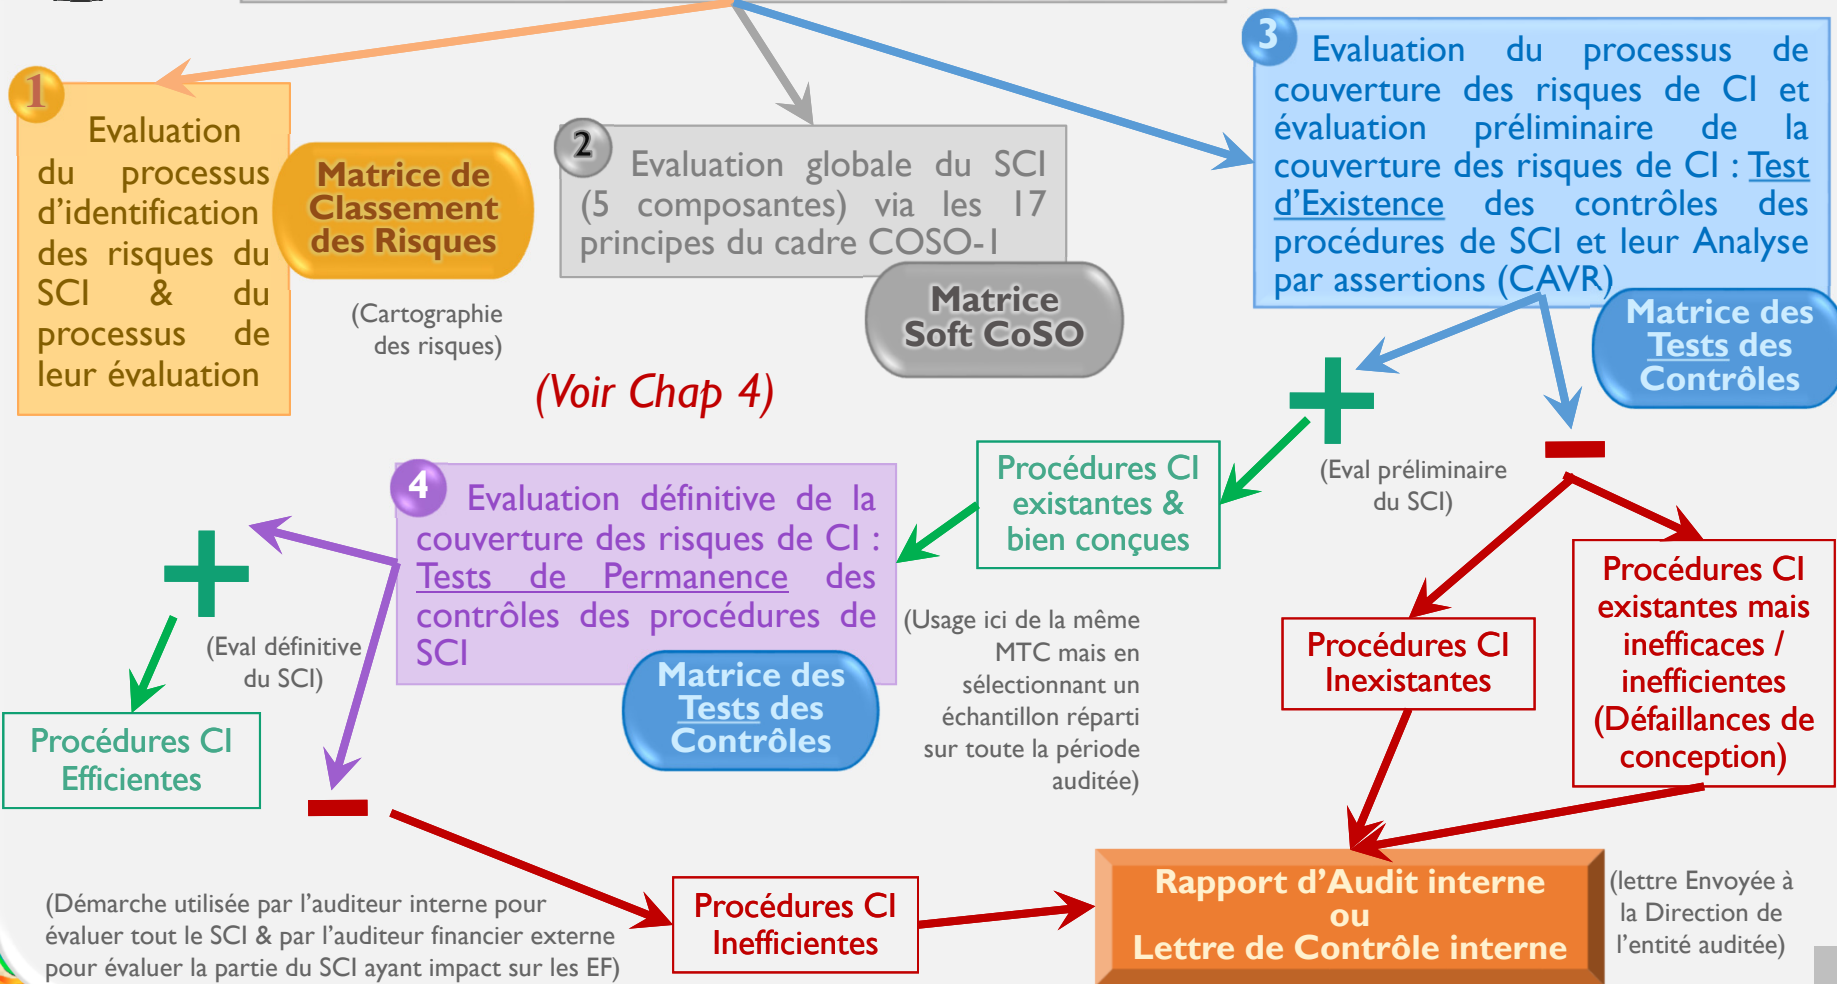 1
Evaluation
du processus
d’identification
des risques du
SCI & du
processus de
leur évaluation
Matrice de
Classement
des Risques
(Cartographie
des risques)
2
Evaluation globale du SCI
(5 composantes) via les 17
principes du cadre COSO-1
Matrice
Soft CoSO
(Voir Chap 4)
3
Evaluation du processus de
couverture des risques de CI et
évaluation préliminaire de la
couverture des risques de CI : Test
d’Existence des contrôles des
procédures de SCI et leur Analyse
par assertions (CAVR)
Matrice des
Tests des
Contrôles
(Eval préliminaire
du SCI)
Procédures CI
existantes &
bien conçues
4
Evaluation définitive de la
couverture des risques de CI :
Tests de Permanence des
contrôles des procédures de
SCI
Matrice des
Tests des
Contrôles
(Usage ici de la même
MTC mais en
sélectionnant un
échantillon réparti
sur toute la période
auditée)
(Eval définitive
du SCI)
Procédures CI
Efficientes
Procédures CI
Inexistantes
Procédures CI
existantes mais
inefficaces /
inefficientes
(Défaillances de
conception)
Procédures CI
Inefficientes
Rapport d’Audit interne
ou
Lettre de Contrôle interne
(lettre Envoyée à
la Direction de
l’entité auditée)
(Démarche utilisée par l’auditeur interne pour
évaluer tout le SCI & par l’auditeur financier externe
pour évaluer la partie du SCI ayant impact sur les EF)